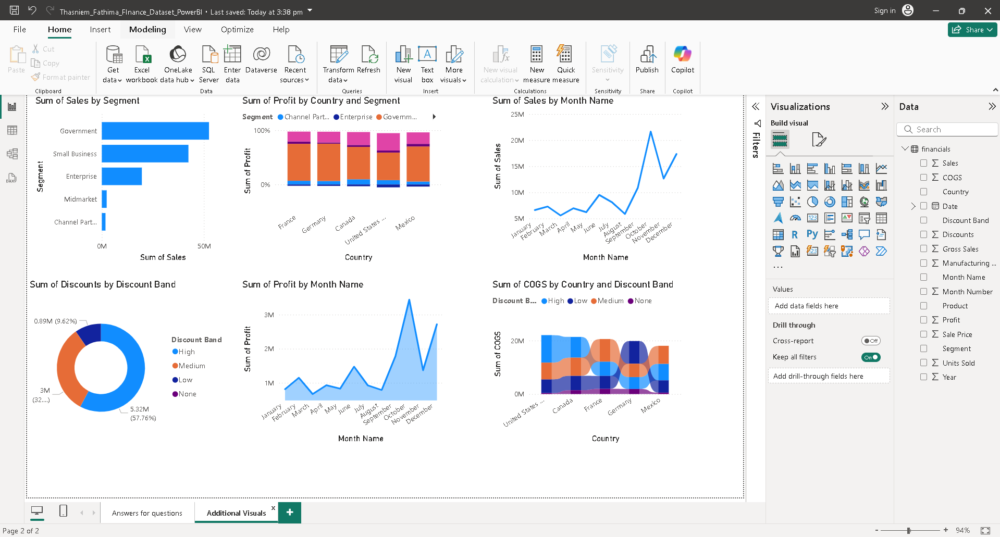 Thasniem_Fathima_FInance_Dataset_PowerBI • Last saved: Today at 3:38 pm
Sign in
File Home Insert Modeling View Optimize Help
Share
Paste
Cut
Copy
Format painter
Clipboard
Get data
Excel workbook
OneLake data hub
SQL Server
Enter data
Dataverse
Recent sources
Data
Transform data
Refresh
Queries
New visual
Text box
More visuals
Insert
New visual calculation
New measure
Quick measure
Calculations
Sensitivity
Sensitivity
Publish
Share
Copilot
Copilot
Sum of Sales by Segment
Segment
Government
Small Business
Enterprise
Midmarket
Channel Part...
0M 50M
Sum of Sales
Sum of Profit by Country and Segment
Segment Channel Part... Enterprise Governm...
Sum of Profit
100%
0%
France Germany Canada United States ... Mexico
Country
Sum of Sales by Month Name
Sum of Sales
25M
20M
15M
10M
5M
January February March April May June July August September October November December
Month Name
Sum of Discounts by Discount Band
0.89M (9.62%)
3M
(32....)
5.32M
(57.76%)
Discount Band
High
Medium
Low
None
Sum of Profit by Month Name
Sum of Profit
3M
2M
1M
January February March April May June July August September October November December
Month Name
Sum of COGS by Country and Discount Band
Discount B... High Low Medium None
Sum of COGS
20M
0M
United States ... Canada France Germany Mexico
Country
Filters
Visualizations
Build visual
123
R
Py
123
...
Values
Add data fields here
Drill through
Cross-report Off
Keep all filters On
Add drill-through fields here
Data
Search
financials
Sales
COGS
Country
Date
Discount Band
Discounts
Gross Sales
Manufacturing ...
Month Name
Month Number
Product
Profit
Sale Price
Segment
Units Sold
Year
DAX
Answers for questions
Additional Visuals x
+
Page 2 of 2
- + 94%